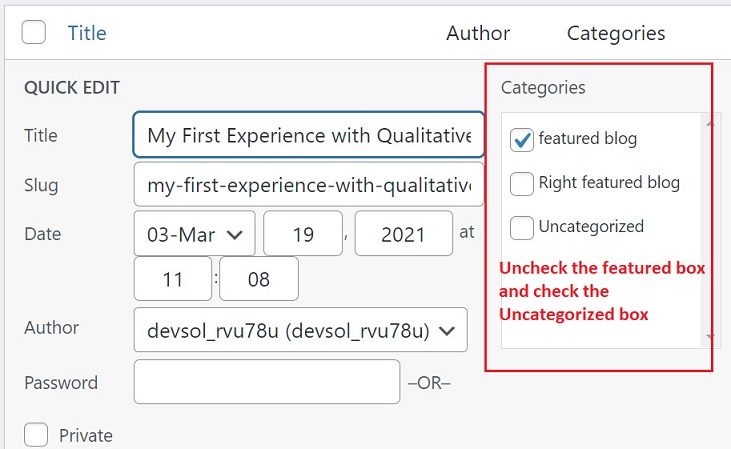 Title Author Categories
QUICK EDIT
Title My First Experience with Qualitative
Slug my-first-experience-with-qualitative
Date 03-Mar 19 , 2021 at
11 : 08
Author devsol_rvu78u (devsol_rvu78u)
Password –OR–
Private
Categories
featured blog
Right featured blog
Uncategorized
Uncheck the featured box
and check the
Uncategorized box